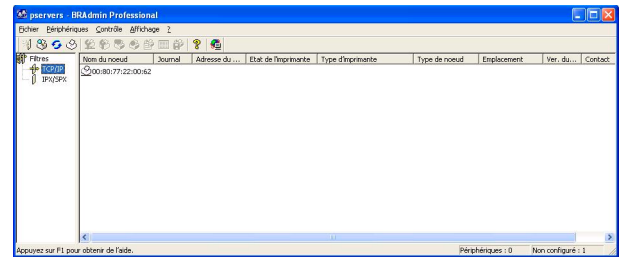 pservers - BRAdmin Professional
Fichier Périphériques Contrôle Affichage ?
Filtres
TCP/IP
IPX/SPX
Nom du noeud Journal Adresse du ... Etat de l'imprimante Type d'imprimante Type de noeud Emplacement Ver. du... Contact
00:80:77:22:00:62
Appuyez sur F1 pour obtenir de l'aide. Périphériques : 0 Non configuré : 1